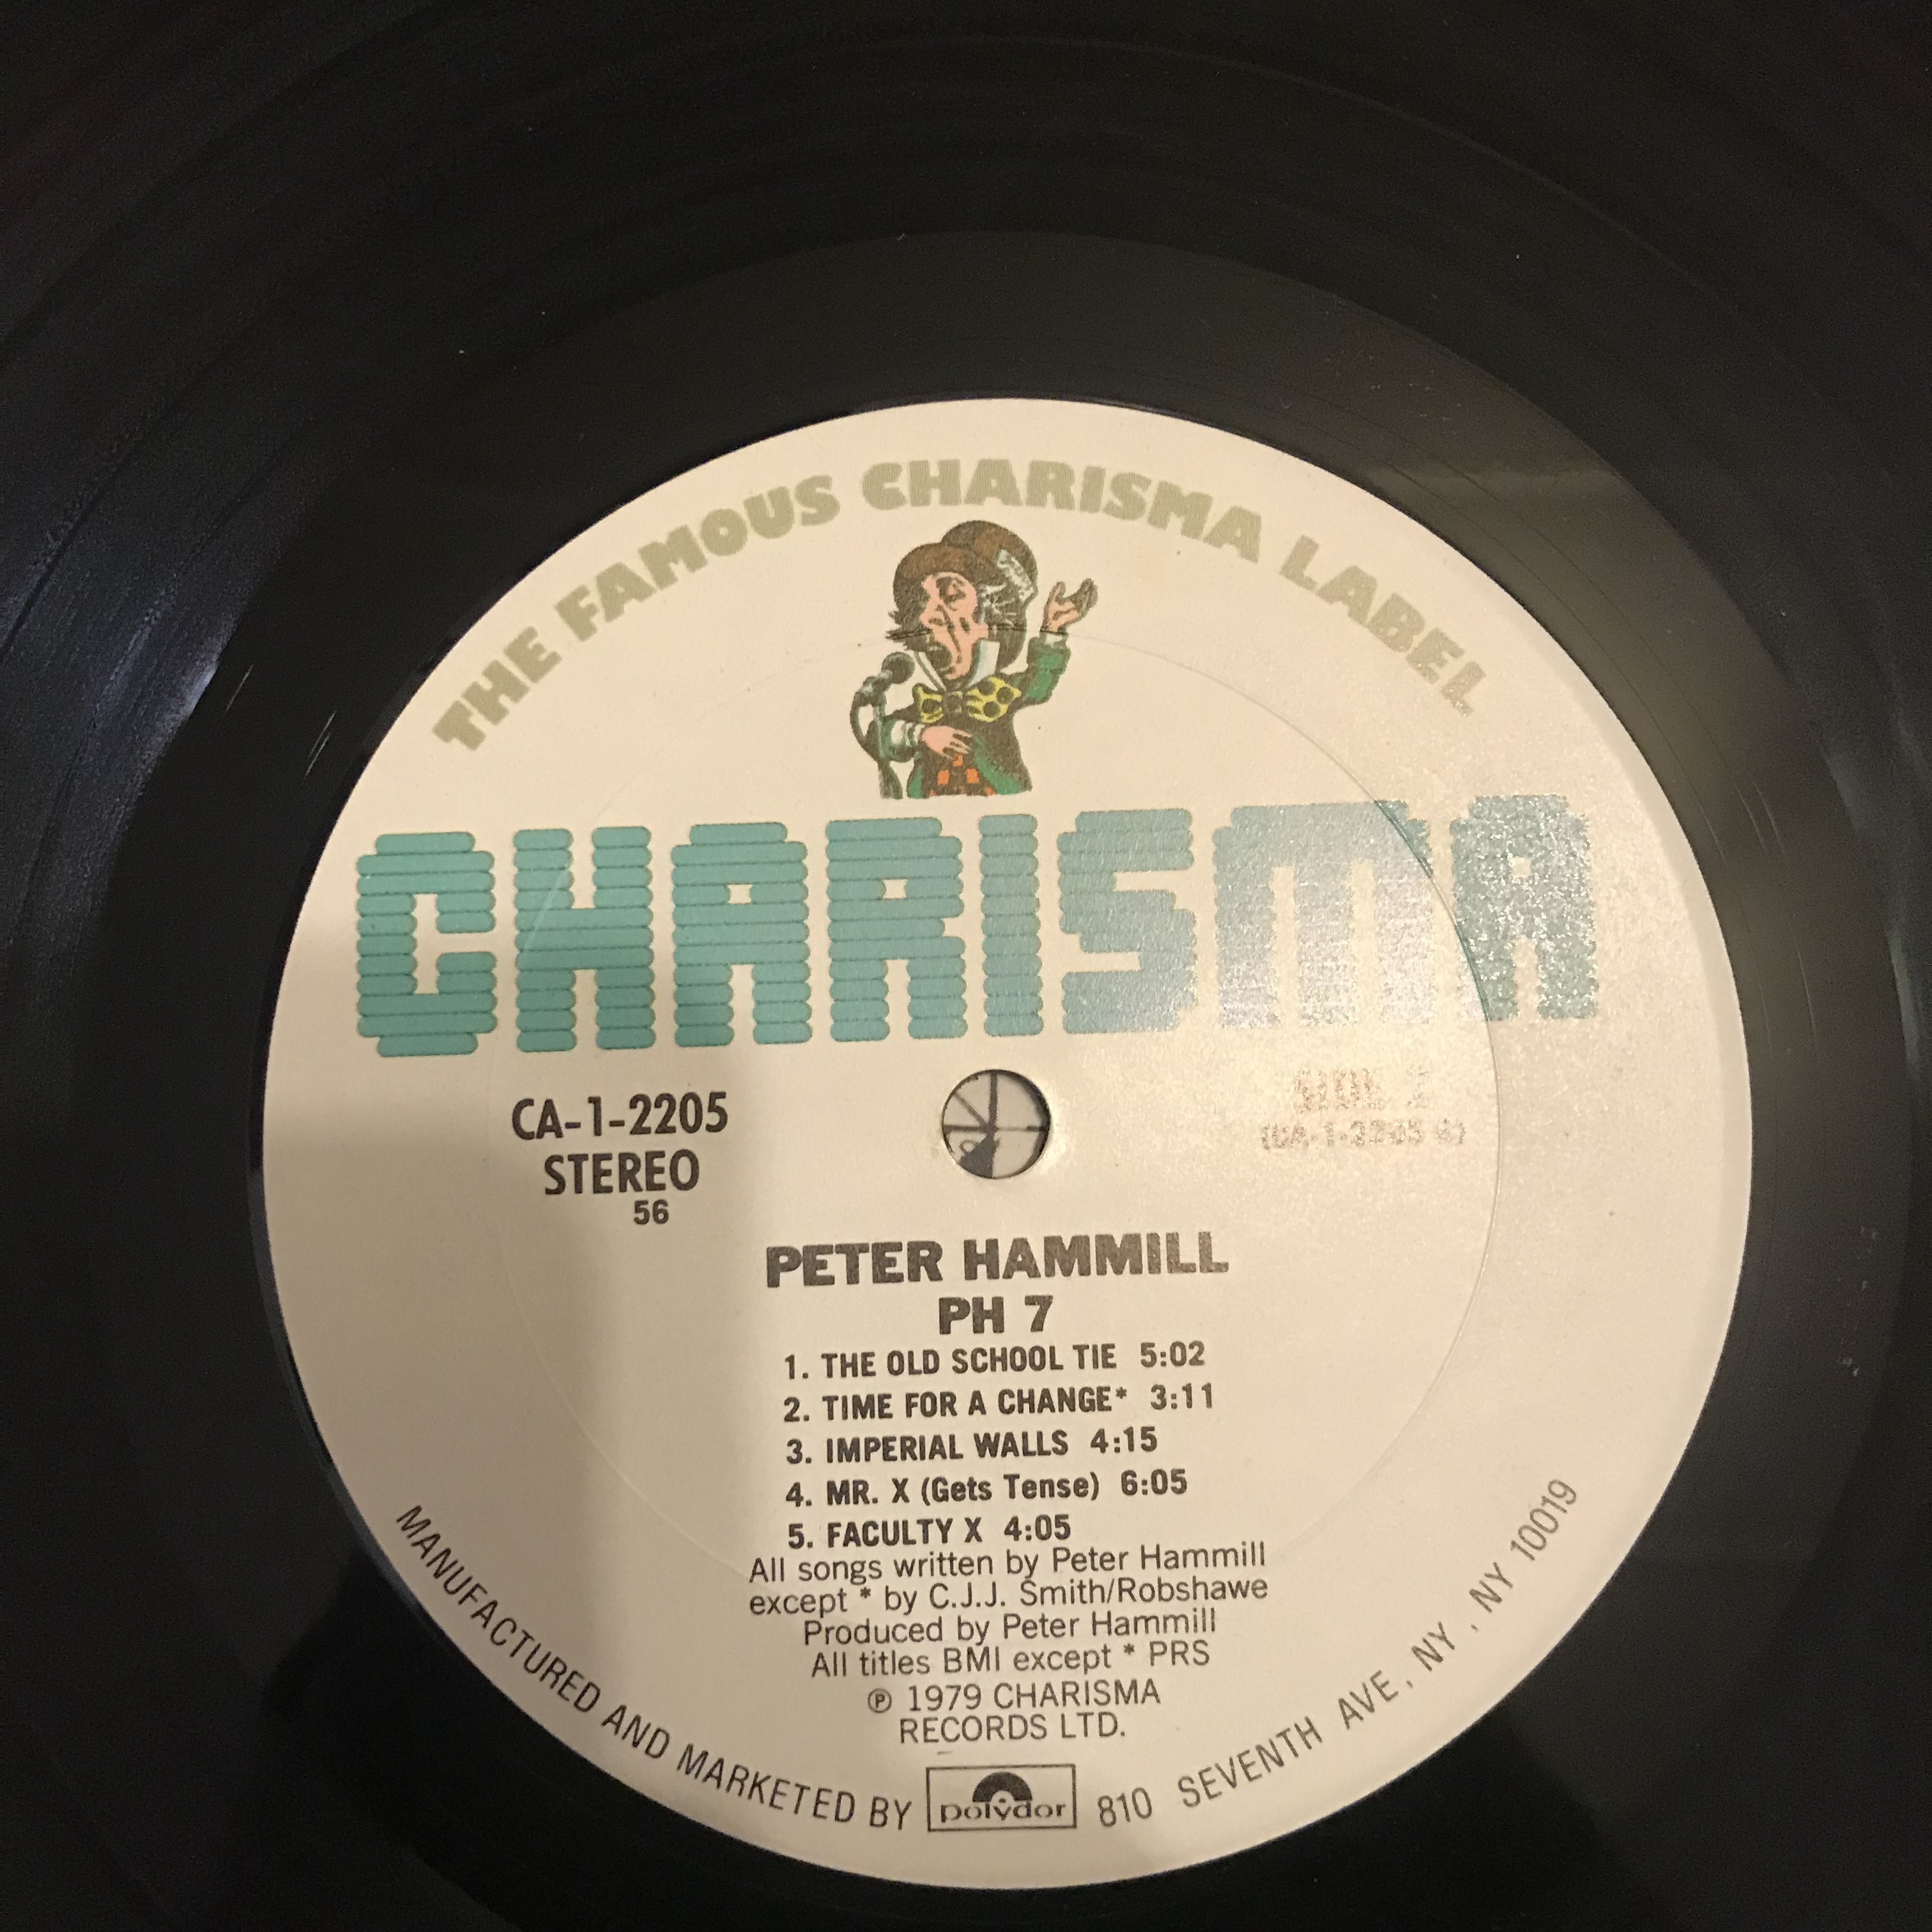 THE FAMOUS CHARISMA LABEL
CHARISMA
CA-1-2205
STEREO
56
SIDE 2
PETER HAMMILL
PH 7
1. THE OLD SCHOOL TIE 5:02
2. TIME FOR A CHANGE* 3:11
3. IMPERIAL WALLS 4:15
4. MR. X (Gets Tense) 6:05
5. FACULTY X 4:05
All songs written by Peter Hammill
except * by C.J.J. Smith/Robshawe
Produced by Peter Hammill
All titles BMI except * PRS
℗ 1979 CHARISMA
RECORDS LTD.
MANUFACTURED AND MARKETED BY polydor 810 SEVENTH AVE, NY, NY 10019